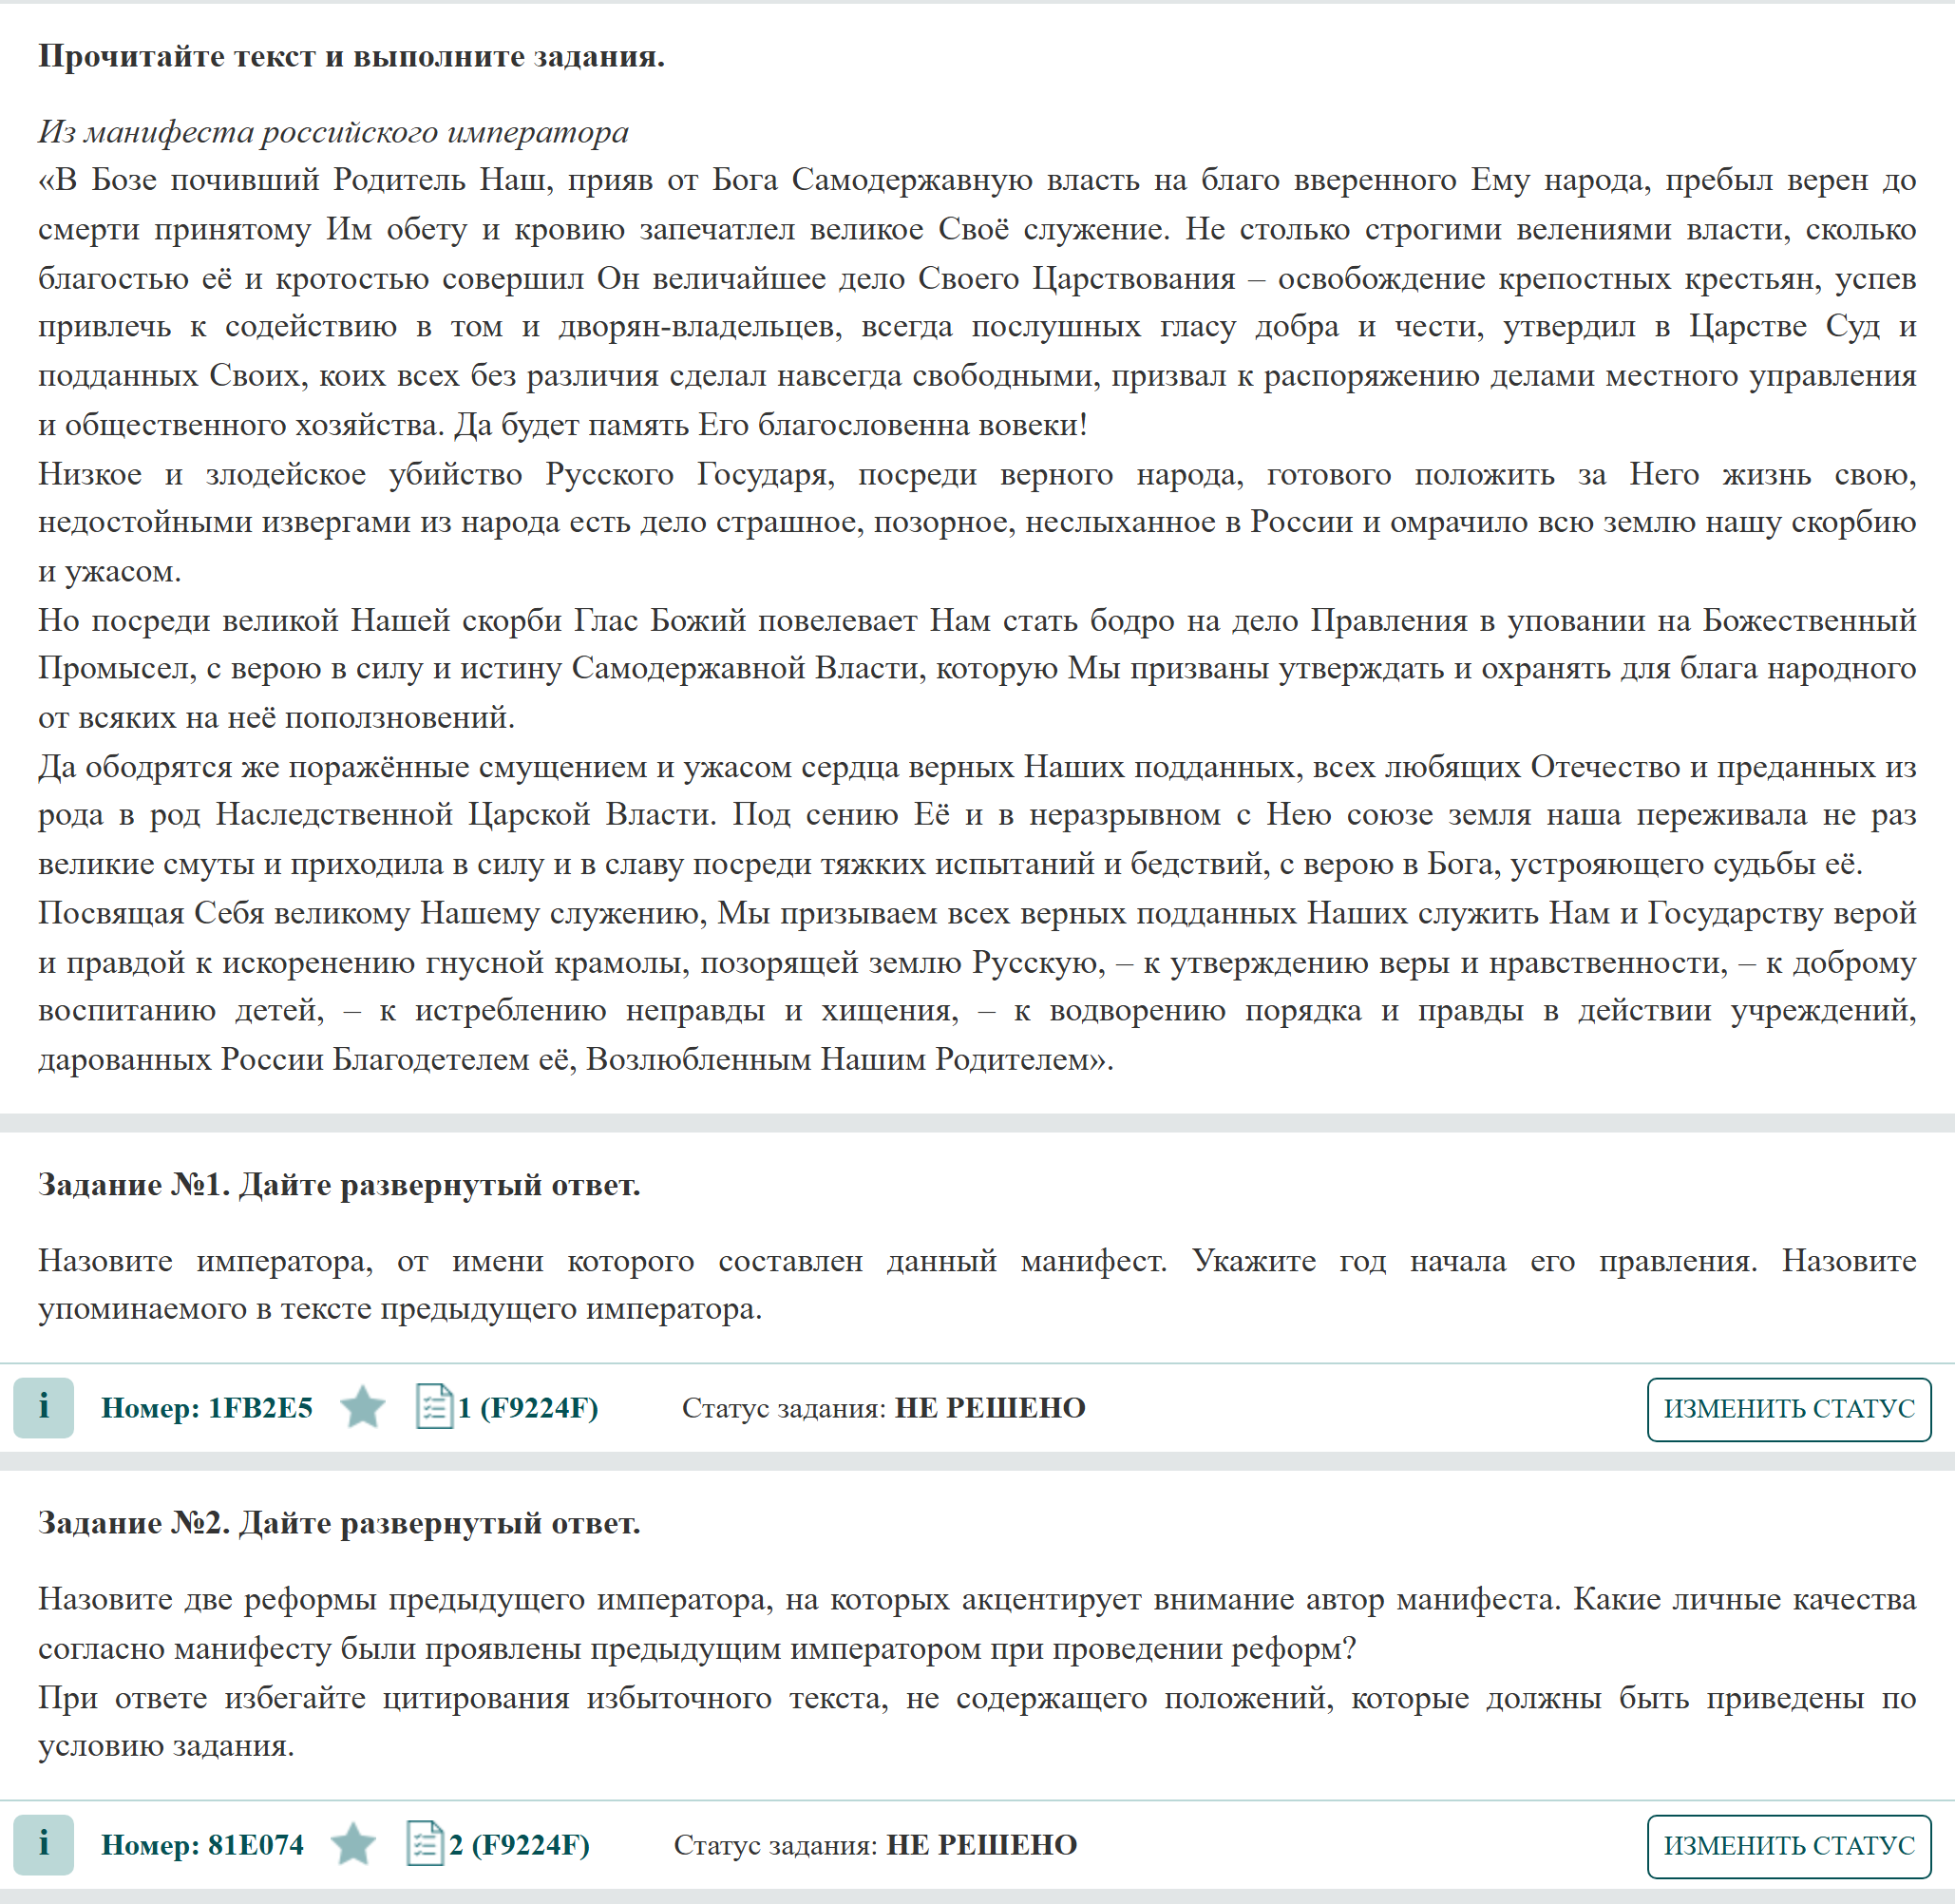 Прочитайте текст и выполните задания.
Из манифеста российского императора
«В Бозе почивший Родитель Наш, прияв от Бога Самодержавную власть на благо вверенного Ему народа, пребыл верен до
смерти принятому Им обету и кровию запечатлел великое Своё служение. Не столько строгими велениями власти, сколько
благостью её и кротостью совершил Он величайшее дело Своего Царствования – освобождение крепостных крестьян, успев
привлечь к содействию в том и дворян-владельцев, всегда послушных гласу добра и чести, утвердил в Царстве Суд и
подданных Своих, коих всех без различия сделал навсегда свободными, призвал к распоряжению делами местного управления
и общественного хозяйства. Да будет память Его благословенна вовеки!
Низкое и злодейское убийство Русского Государя, посреди верного народа, готового положить за Него жизнь свою,
недостойными извергами из народа есть дело страшное, позорное, неслыханное в России и омрачило всю землю нашу скорбию
и ужасом.
Но посреди великой Нашей скорби Глас Божий повелевает Нам стать бодро на дело Правления в уповании на Божественный
Промысел, с верою в силу и истину Самодержавной Власти, которую Мы призваны утверждать и охранять для блага народного
от всяких на неё поползновений.
Да ободрятся же поражённые смущением и ужасом сердца верных Наших подданных, всех любящих Отечество и преданных из
рода в род Наследственной Царской Власти. Под сению Её и в неразрывном с Нею союзе земля наша переживала не раз
великие смуты и приходила в силу и в славу посреди тяжких испытаний и бедствий, с верою в Бога, устрояющего судьбы её.
Посвящая Себя великому Нашему служению, Мы призываем всех верных подданных Наших служить Нам и Государству верой
и правдой к искоренению гнусной крамолы, позорящей землю Русскую, – к утверждению веры и нравственности, – к доброму
воспитанию детей, – к истреблению неправды и хищения, – к водворению порядка и правды в действии учреждений,
дарованных России Благодетелем её, Возлюбленным Нашим Родителем».
Задание №1. Дайте развернутый ответ.
Назовите императора, от имени которого составлен данный манифест. Укажите год начала его правления. Назовите
упоминаемого в тексте предыдущего императора.
i Номер: 1FB2E5 1 (F9224F) Статус задания: НЕ РЕШЕНО ИЗМЕНИТЬ СТАТУС
Задание №2. Дайте развернутый ответ.
Назовите две реформы предыдущего императора, на которых акцентирует внимание автор манифеста. Какие личные качества
согласно манифесту были проявлены предыдущим императором при проведении реформ?
При ответе избегайте цитирования избыточного текста, не содержащего положений, которые должны быть приведены по
условию задания.
i Номер: 81E074 2 (F9224F) Статус задания: НЕ РЕШЕНО ИЗМЕНИТЬ СТАТУС